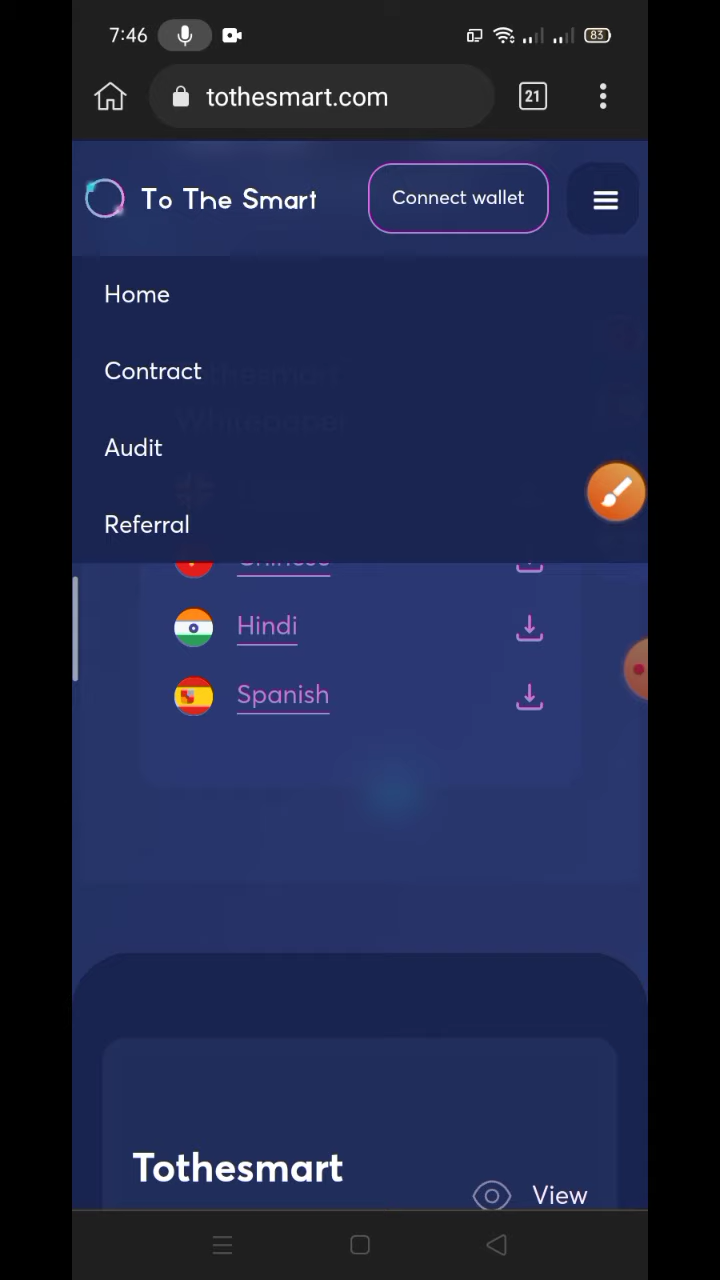 7:46
83
tothesmart.com
21
To The Smart
Connect wallet
Home
Contract
Audit
Referral
Chinese
Hindi
Spanish
Tothesmart
View